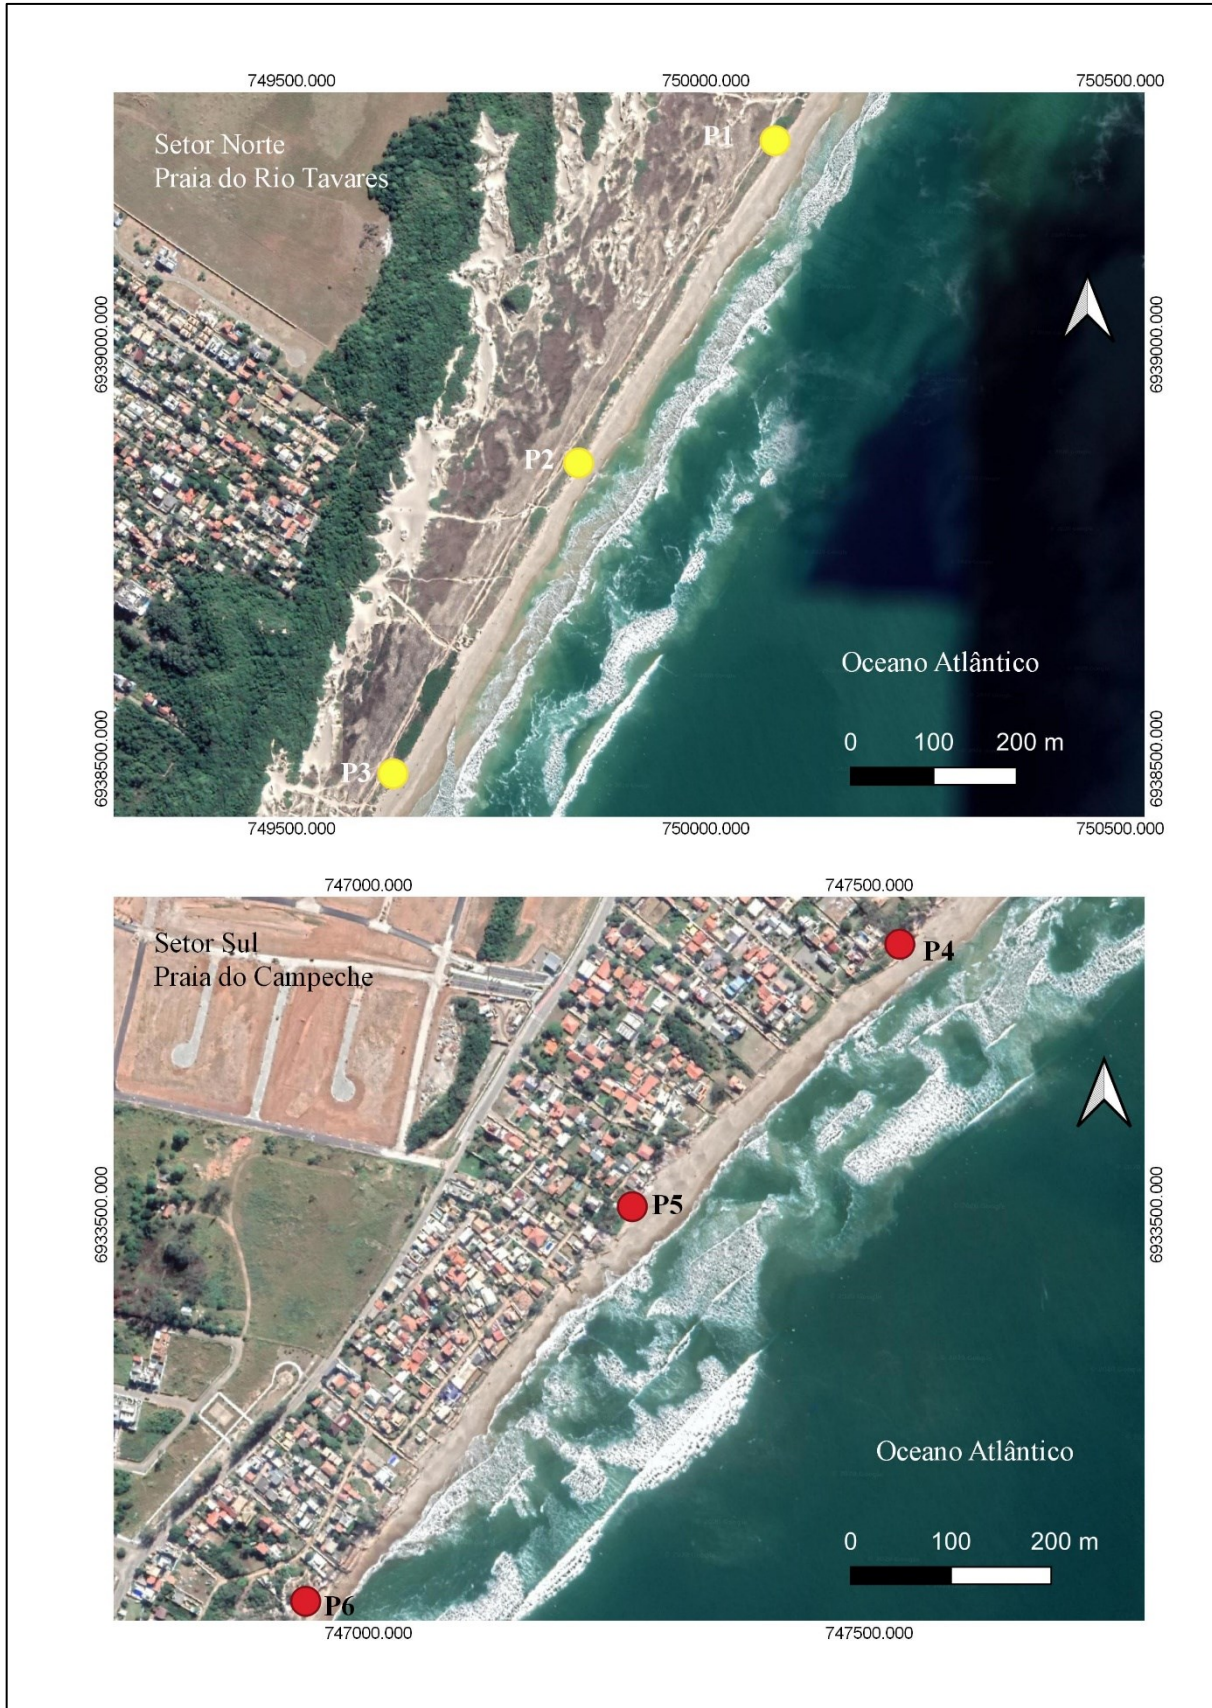 749500.000 750000.000 750500.000
Setor Norte
Praia do Rio Tavares
P1
6939000.000 6939000.000
P2
Oceano Atlântico
0 100 200 m
6938500.000 6938500.000
P3
749500.000 750000.000 750500.000
747000.000 747500.000
Setor Sul
Praia do Campeche
P4
6933500.000 6933500.000
P5
Oceano Atlântico
0 100 200 m
P6
747000.000 747500.000